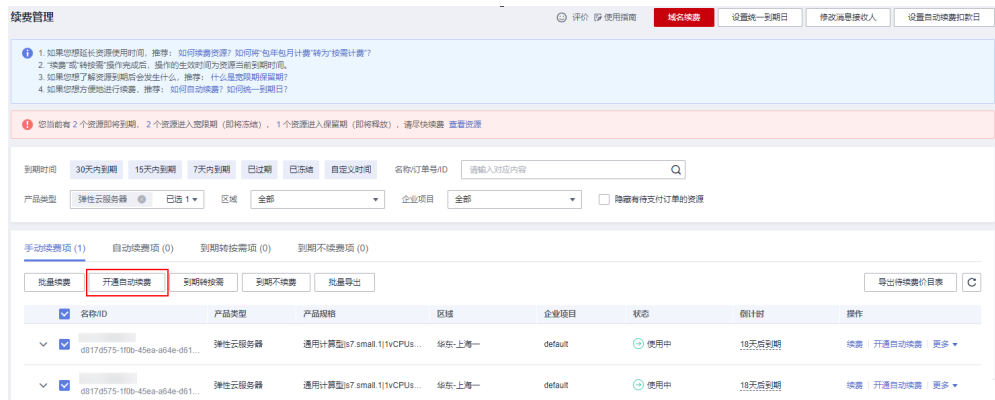 续费管理 评价 使用指南 域名续费 设置统一到期日 修改消息接收人 设置自动续费扣款日
1. 如果您想延长资源使用时间，推荐： 如何续费资源？如何将“包年包月计费”转为“按需计费”？
2. “续费”或“转按需”操作完成后，操作的生效时间为资源当前到期时间。
3. 如果您想了解资源到期后会发生什么，推荐： 什么是宽限期保留期？
4. 如果您想方便地进行续费，推荐： 如何自动续费？如何统一到期日？
您当前有 2 个资源即将到期， 2 个资源进入宽限期（即将冻结）， 1 个资源进入保留期（即将释放），请尽快续费 查看资源
到期时间 30天内到期 15天内到期 7天内到期 已过期 已冻结 自定义时间 名称/订单号/ID 请输入对应内容
产品类型 弹性云服务器 已选 1 区域 全部 企业项目 全部 隐藏有待支付订单的资源
手动续费项 (1) 自动续费项 (0) 到期转按需项 (0) 到期不续费项 (0)
批量续费 开通自动续费 到期转按需 到期不续费 批量导出 导出待续费价目表
名称/ID 产品类型 产品规格 区域 企业项目 状态 倒计时 操作
弹性云服务器 通用计算型|s7.small.1|1vCPUs... 华东-上海一 default 使用中 18天后到期 续费 开通自动续费 更多
d817d575-1f0b-45ea-a64e-d61...
弹性云服务器 通用计算型|s7.small.1|1vCPUs... 华东-上海一 default 使用中 18天后到期 续费 开通自动续费 更多
d817d575-1f0b-45ea-a64e-d61...